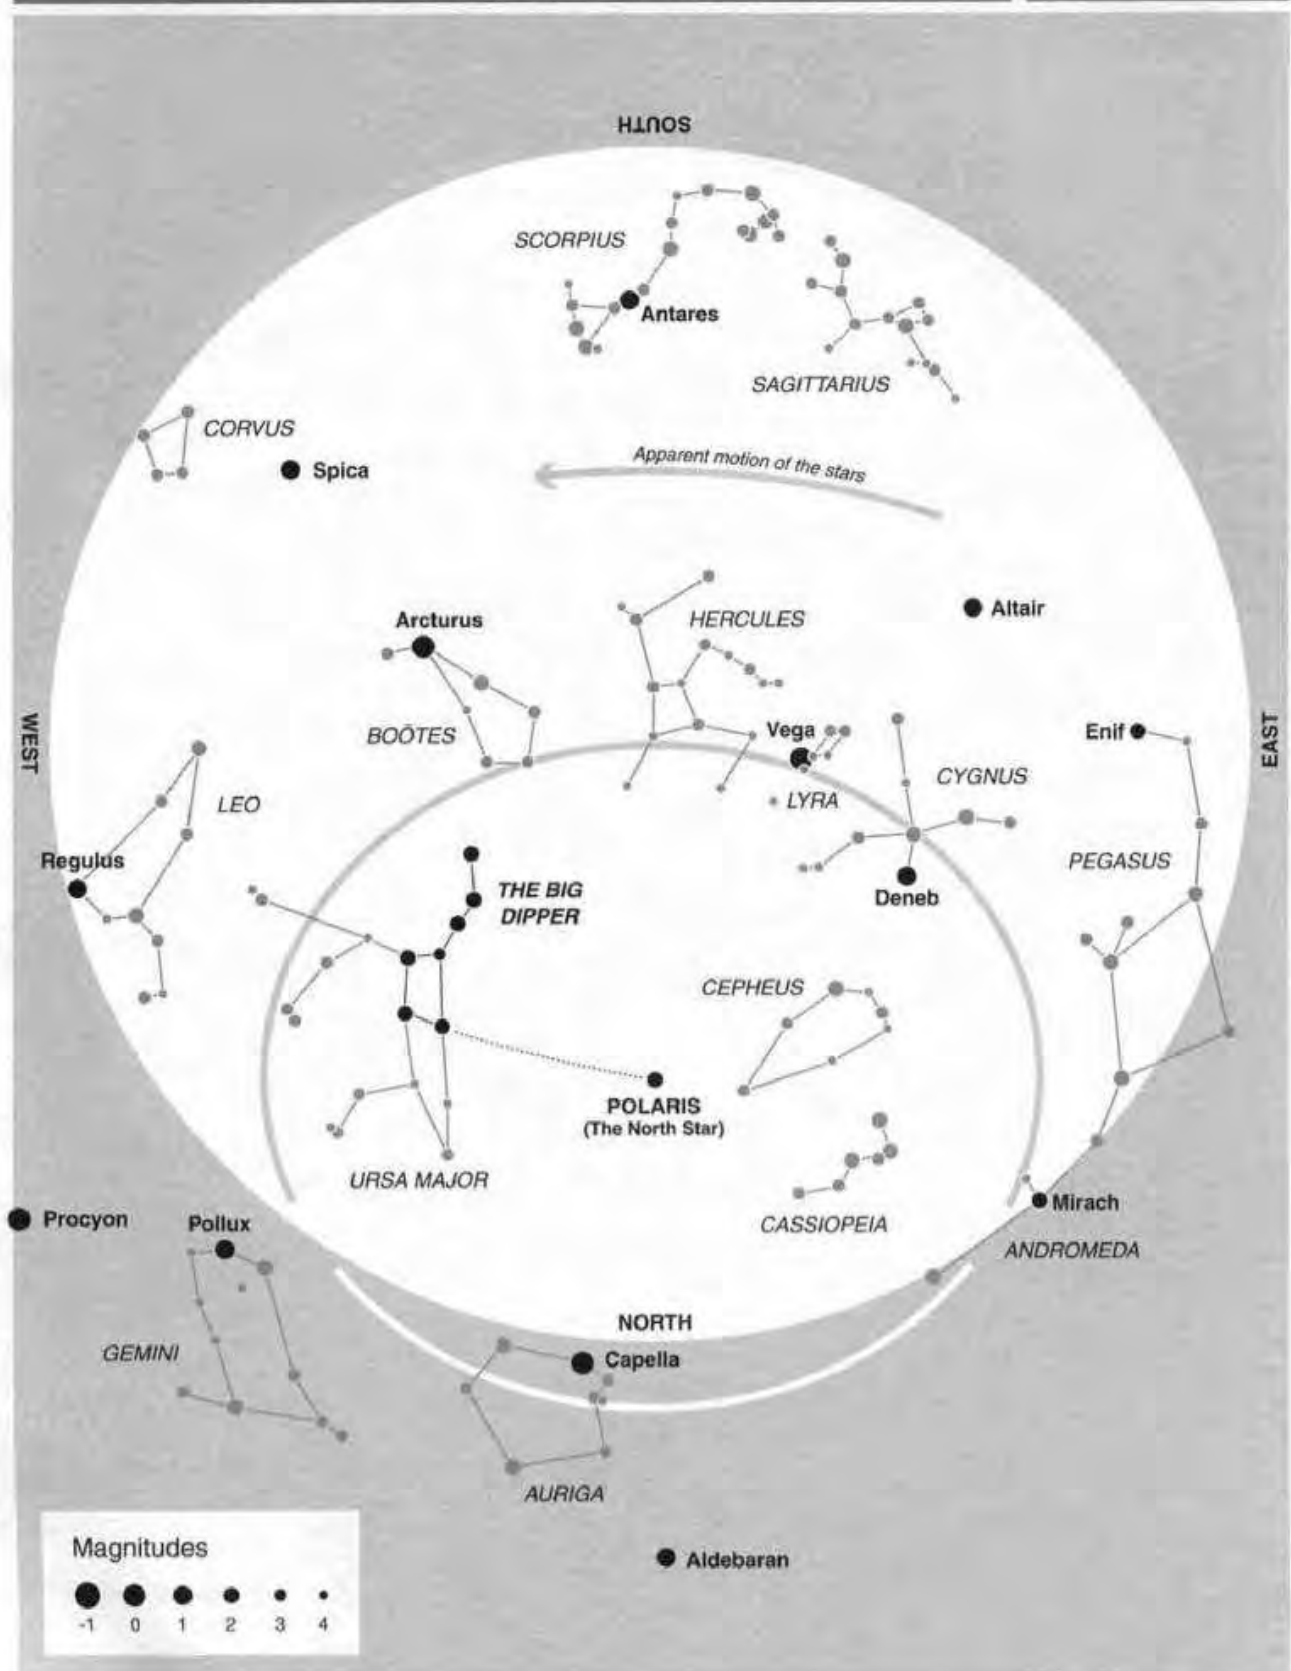 SOUTH
SCORPIUS
Antares
SAGITTARIUS
CORVUS
Spica
Apparent motion of the stars
Altair
HERCULES
Arcturus
BOÖTES
WEST
Vega
Enif
EAST
CYGNUS
LYRA
LEO
PEGASUS
Regulus
THE BIG
DIPPER
Deneb
CEPHEUS
POLARIS
(The North Star)
URSA MAJOR
Mirach
Procyon
Pollux
CASSIOPEIA
ANDROMEDA
NORTH
GEMINI
Capella
AURIGA
Magnitudes
-1 0 1 2 3 4
Aldebaran